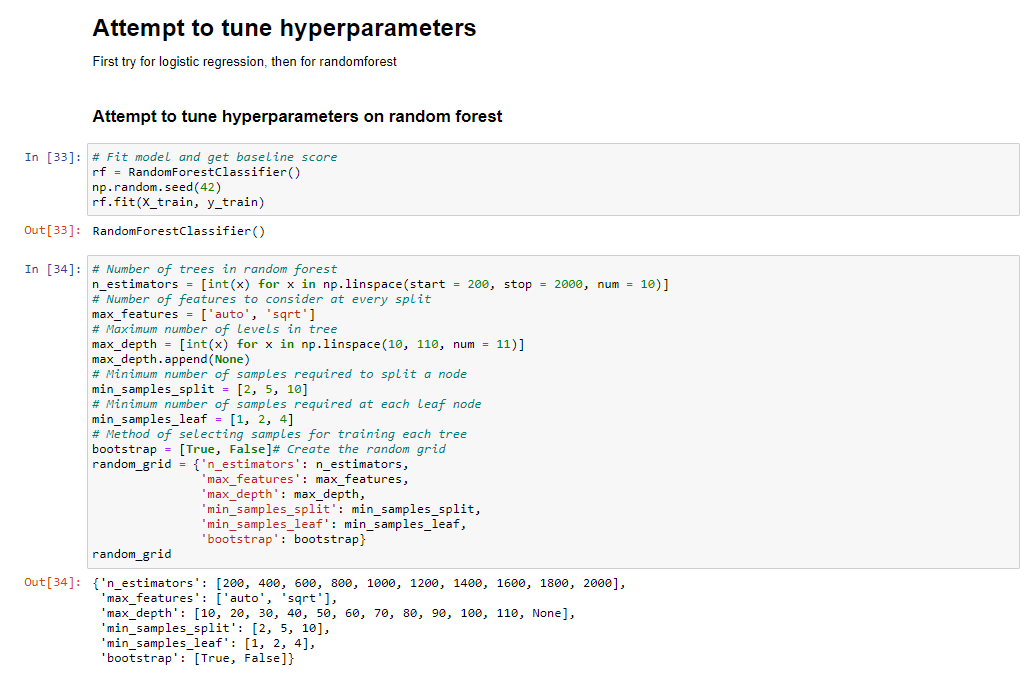 Attempt to tune hyperparameters
First try for logistic regression, then for randomforest
Attempt to tune hyperparameters on random forest
In [33]: # Fit model and get baseline score
rf = RandomForestClassifier()
np.random.seed(42)
rf.fit(X_train, y_train)
Out[33]: RandomForestClassifier()
In [34]: # Number of trees in random forest
n_estimators = [int(x) for x in np.linspace(start = 200, stop = 2000, num = 10)]
# Number of features to consider at every split
max_features = ['auto', 'sqrt']
# Maximum number of levels in tree
max_depth = [int(x) for x in np.linspace(10, 110, num = 11)]
max_depth.append(None)
# Minimum number of samples required to split a node
min_samples_split = [2, 5, 10]
# Minimum number of samples required at each leaf node
min_samples_leaf = [1, 2, 4]
# Method of selecting samples for training each tree
bootstrap = [True, False]# Create the random grid
random_grid = {'n_estimators': n_estimators,
'max_features': max_features,
'max_depth': max_depth,
'min_samples_split': min_samples_split,
'min_samples_leaf': min_samples_leaf,
'bootstrap': bootstrap}
random_grid
Out[34]: {'n_estimators': [200, 400, 600, 800, 1000, 1200, 1400, 1600, 1800, 2000],
'max_features': ['auto', 'sqrt'],
'max_depth': [10, 20, 30, 40, 50, 60, 70, 80, 90, 100, 110, None],
'min_samples_split': [2, 5, 10],
'min_samples_leaf': [1, 2, 4],
'bootstrap': [True, False]}